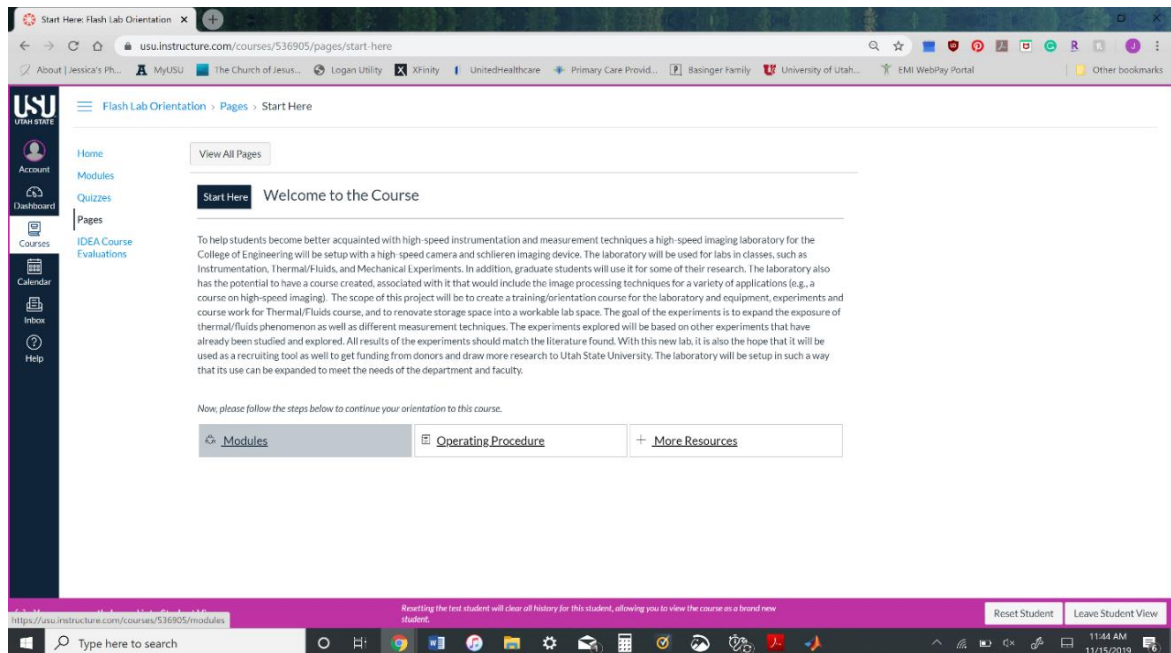 Start Here: Flash Lab Orientation
usu.instructure.com/courses/536905/pages/start-here
About | Jessica's Ph... MyUSU The Church of Jesus... Logan Utility XFinity UnitedHealthcare Primary Care Provid... Basinger Family University of Utah... EMI WebPay Portal Other bookmarks
USU
UTAH STATE
Flash Lab Orientation > Pages > Start Here
Account
Dashboard
Courses
Calendar
Inbox
Help
Home
Modules
Quizzes
Pages
IDEA Course
Evaluations
View All Pages
Start Here Welcome to the Course
To help students become better acquainted with high-speed instrumentation and measurement techniques a high-speed imaging laboratory for the
College of Engineering will be setup with a high-speed camera and schlieren imaging device. The laboratory will be used for labs in classes, such as
Instrumentation, Thermal/Fluids, and Mechanical Experiments. In addition, graduate students will use it for some of their research. The laboratory also
has the potential to have a course created, associated with it that would include the image processing techniques for a variety of applications (e.g., a
course on high-speed imaging). The scope of this project will be to create a training/orientation course for the laboratory and equipment, experiments and
course work for Thermal/Fluids course, and to renovate storage space into a workable lab space. The goal of the experiments is to expand the exposure of
thermal/fluids phenomenon as well as different measurement techniques. The experiments explored will be based on other experiments that have
already been studied and explored. All results of the experiments should match the literature found. With this new lab, it is also the hope that it will be
used as a recruiting tool as well to get funding from donors and draw more research to Utah State University. The laboratory will be setup in such a way
that its use can be expanded to meet the needs of the department and faculty.
Now, please follow the steps below to continue your orientation to this course.
Modules Operating Procedure + More Resources
Resetting the test student will clear all history for this student, allowing you to view the course as a brand new
student.
Reset Student Leave Student View
https://usu.instructure.com/courses/536905/modules
Type here to search
11:44 AM
11/15/2019